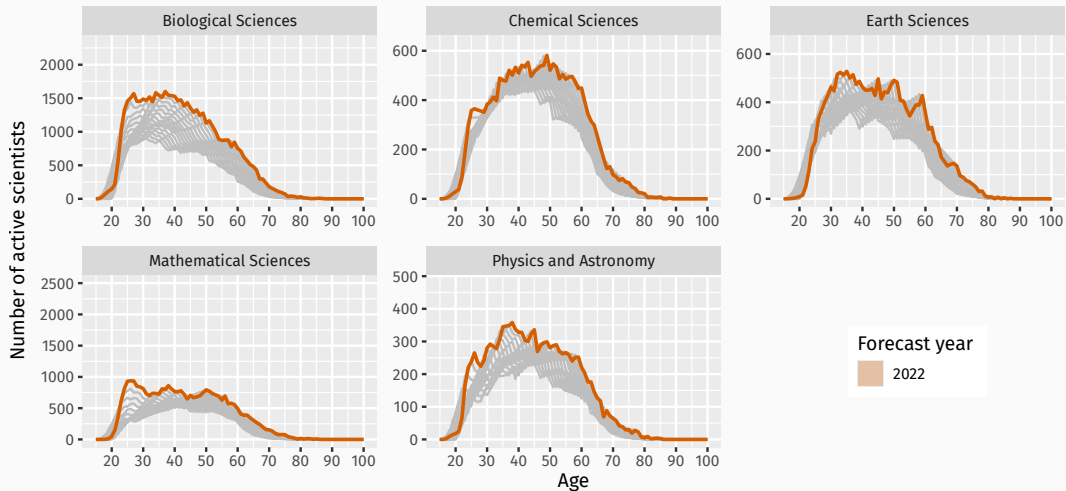 Biological Sciences
Chemical Sciences
Earth Sciences
2000
1500
1000
500
0
600
400
200
0
600
400
200
0
20 30 40 50 60 70 80 90 100
20 30 40 50 60 70 80 90 100
20 30 40 50 60 70 80 90 100
Number of active scientists
Mathematical Sciences
Physics and Astronomy
2500
2000
1500
1000
500
0
500
400
300
200
100
0
20 30 40 50 60 70 80 90 100
20 30 40 50 60 70 80 90 100
Age
Forecast year
2022